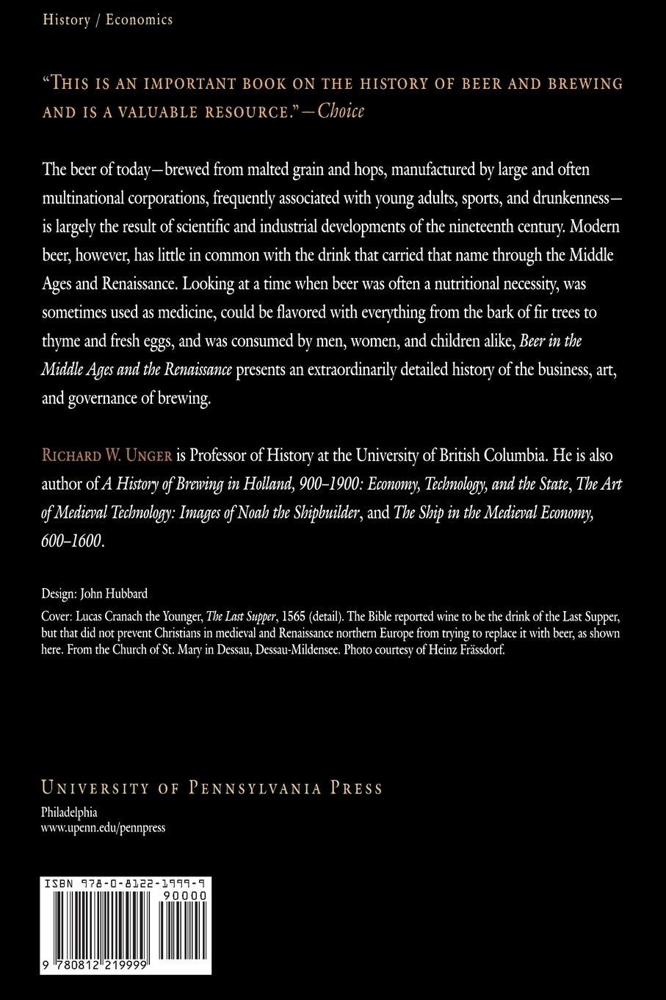 History / Economics
“THIS IS AN IMPORTANT BOOK ON THE HISTORY OF BEER AND BREWING
AND IS A VALUABLE RESOURCE.”—Choice
The beer of today—brewed from malted grain and hops, manufactured by large and often
multinational corporations, frequently associated with young adults, sports, and drunkenness—
is largely the result of scientific and industrial developments of the nineteenth century. Modern
beer, however, has little in common with the drink that carried that name through the Middle
Ages and Renaissance. Looking at a time when beer was often a nutritional necessity, was
sometimes used as medicine, could be flavored with everything from the bark of fir trees to
thyme and fresh eggs, and was consumed by men, women, and children alike, Beer in the
Middle Ages and the Renaissance presents an extraordinarily detailed history of the business, art,
and governance of brewing.
RICHARD W. UNGER is Professor of History at the University of British Columbia. He is also
author of A History of Brewing in Holland, 900–1900: Economy, Technology, and the State, The Art
of Medieval Technology: Images of Noah the Shipbuilder, and The Ship in the Medieval Economy,
600–1600.
Design: John Hubbard
Cover: Lucas Cranach the Younger, The Last Supper, 1565 (detail). The Bible reported wine to be the drink of the Last Supper,
but that did not prevent Christians in medieval and Renaissance northern Europe from trying to replace it with beer, as shown
here. From the Church of St. Mary in Dessau, Dessau-Mildensee. Photo courtesy of Heinz Frässdorf.
UNIVERSITY OF PENNSYLVANIA PRESS
Philadelphia
www.upenn.edu/pennpress
ISBN 978-0-8122-1999-9
90000
9 780812 219999